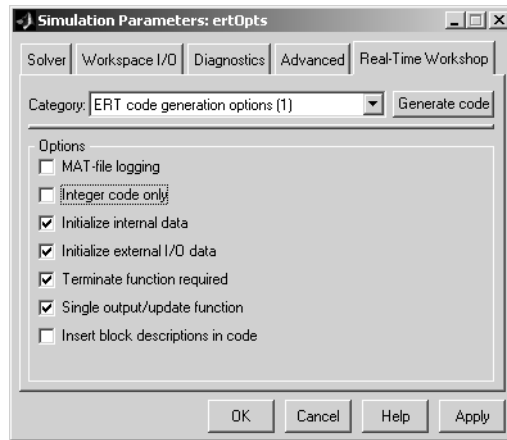 Simulation Parameters: ertOpts
Solver Workspace I/O Diagnostics Advanced Real-Time Workshop
Category: ERT code generation options (1) Generate code
Options
MAT-file logging
Integer code only
Initialize internal data
Initialize external I/O data
Terminate function required
Single output/update function
Insert block descriptions in code
OK Cancel Help Apply